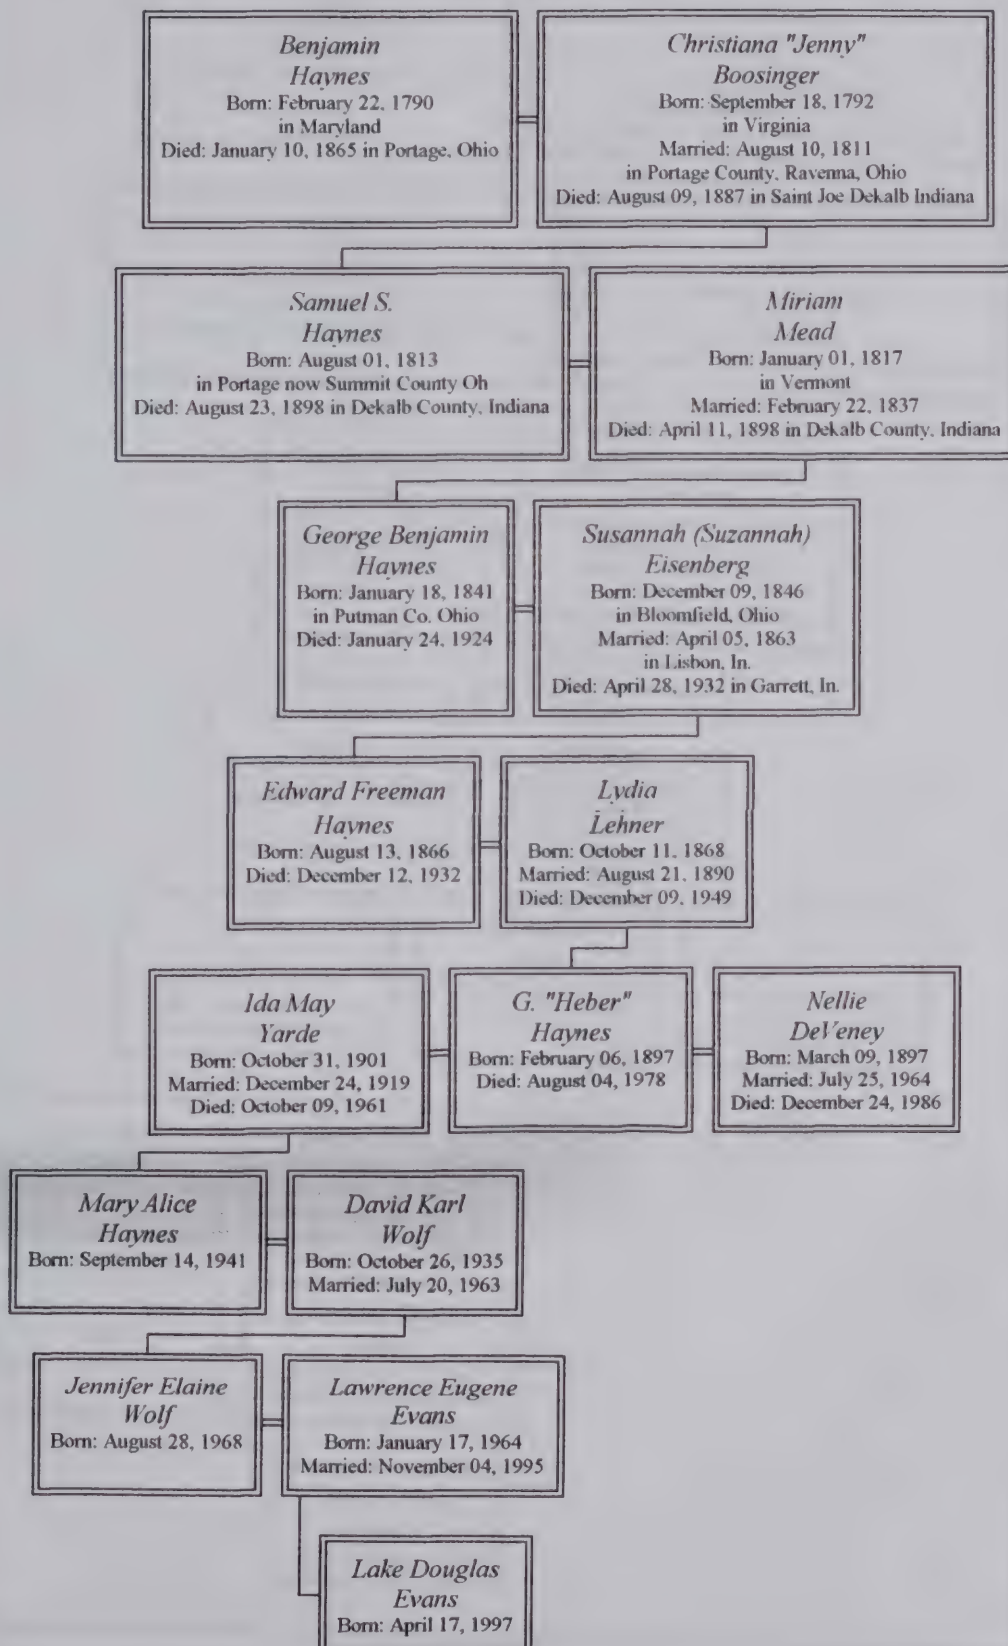 Benjamin
Haynes
Born: February 22, 1790
in Maryland
Died: January 10, 1865 in Portage, Ohio
Christiana "Jenny"
Boosinger
Born: September 18, 1792
in Virginia
Married: August 10, 1811
in Portage County, Ravenna, Ohio
Died: August 09, 1887 in Saint Joe Dekalb Indiana
Samuel S.
Haynes
Born: August 01, 1813
in Portage now Summit County Oh
Died: August 23, 1898 in Dekalb County, Indiana
Miriam
Mead
Born: January 01, 1817
in Vermont
Married: February 22, 1837
Died: April 11, 1898 in Dekalb County, Indiana
George Benjamin
Haynes
Born: January 18, 1841
in Putman Co. Ohio
Died: January 24, 1924
Susannah (Suzannah)
Eisenberg
Born: December 09, 1846
in Bloomfield, Ohio
Married: April 05, 1863
in Lisbon, In.
Died: April 28, 1932 in Garrett, In.
Edward Freeman
Haynes
Born: August 13, 1866
Died: December 12, 1932
Lydia
Lehner
Born: October 11, 1868
Married: August 21, 1890
Died: December 09, 1949
Ida May
Yarde
Born: October 31, 1901
Married: December 24, 1919
Died: October 09, 1961
G. "Heber"
Haynes
Born: February 06, 1897
Died: August 04, 1978
Nellie
DeVeney
Born: March 09, 1897
Married: July 25, 1964
Died: December 24, 1986
Mary Alice
Haynes
Born: September 14, 1941
David Karl
Wolf
Born: October 26, 1935
Married: July 20, 1963
Jennifer Elaine
Wolf
Born: August 28, 1968
Lawrence Eugene
Evans
Born: January 17, 1964
Married: November 04, 1995
Lake Douglas
Evans
Born: April 17, 1997